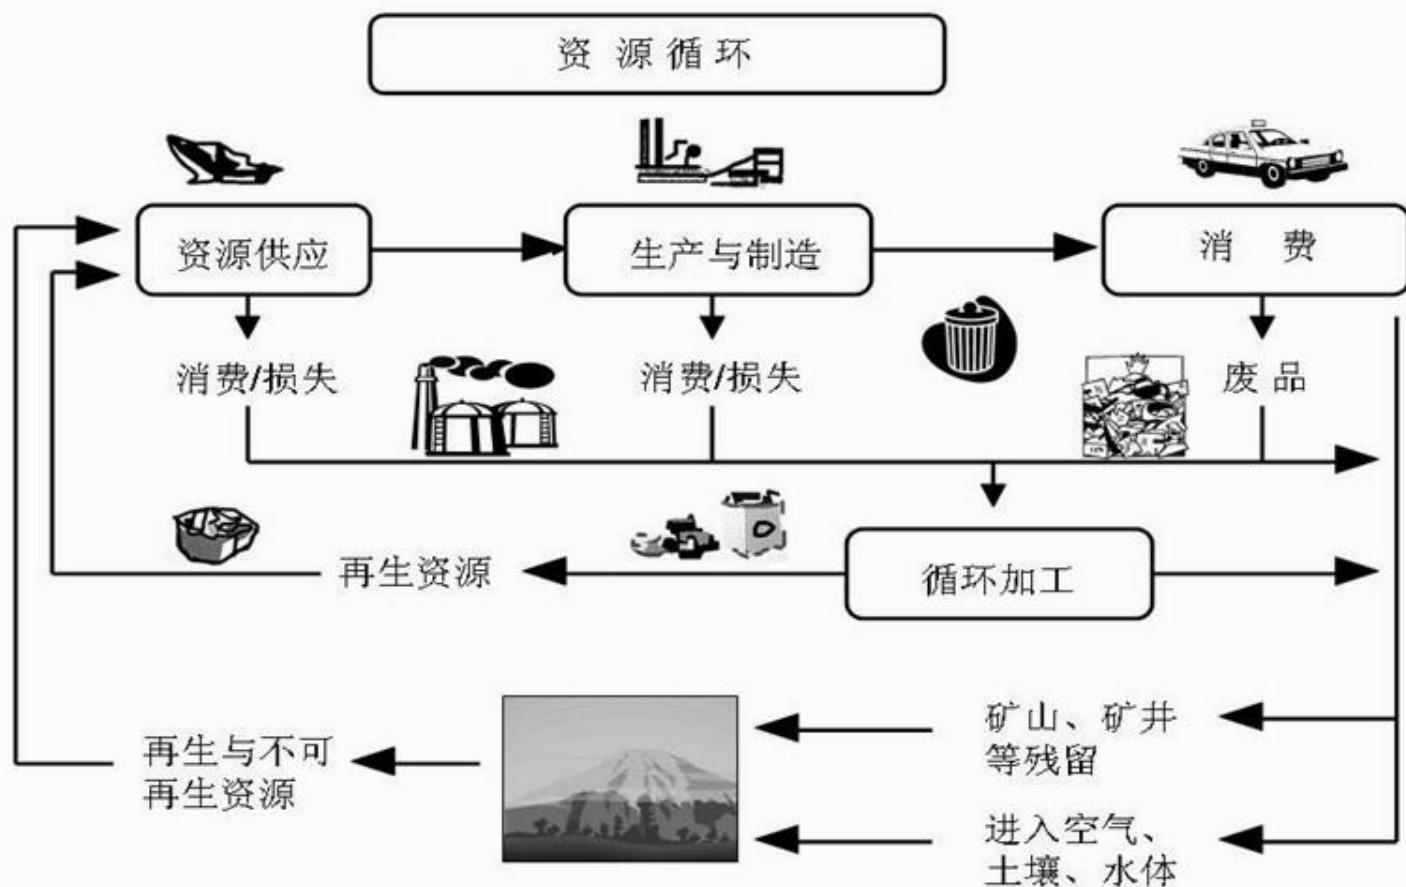 资源循环
资源供应
生产与制造
消 费
消费/损失
消费/损失
废品
再生资源
循环加工
再生与不可
再生资源
矿山、矿井
等残留
进入空气、
土壤、水体